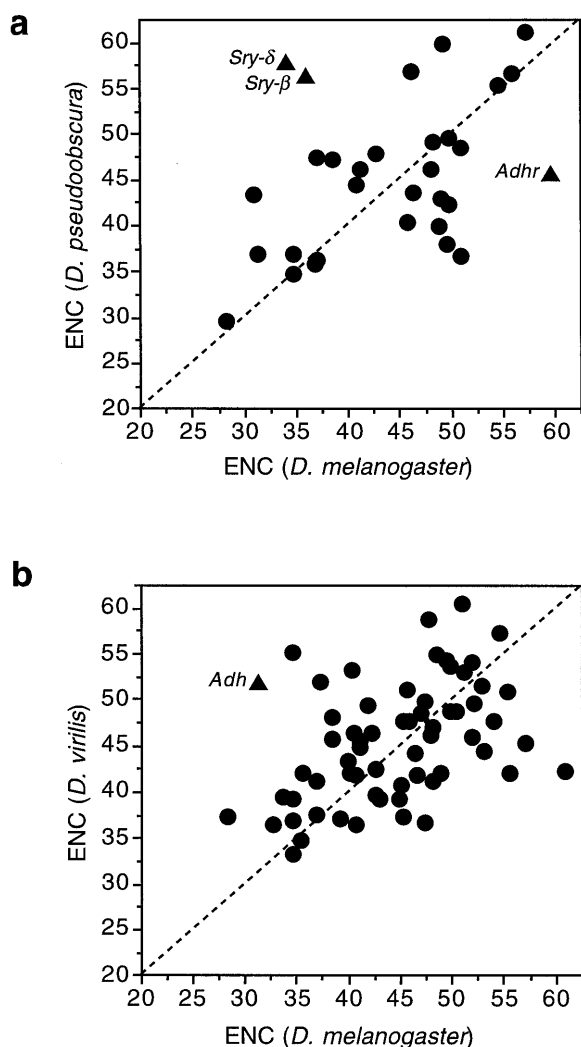 a
60
55
50
45
40
35
30
25
20
ENC (D. pseudoobscura)
Sry-δ
Sry-β
Adhr
20 25 30 35 40 45 50 55 60
ENC (D. melanogaster)
b
60
55
50
45
40
35
30
25
20
ENC (D. virilis)
Adh
20 25 30 35 40 45 50 55 60
ENC (D. melanogaster)